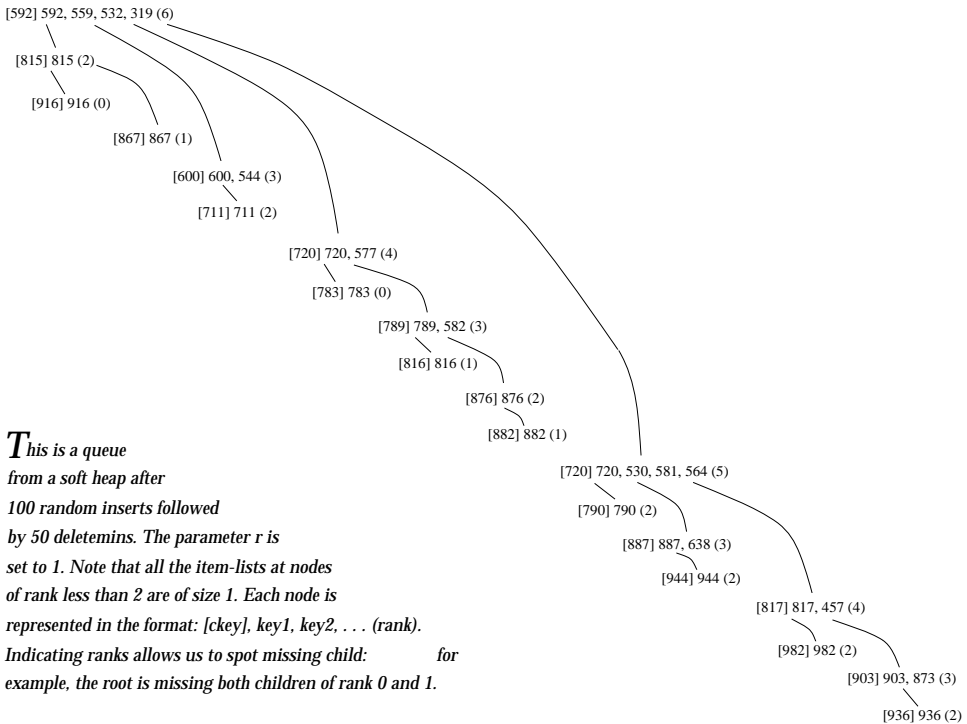 [592] 592, 559, 532, 319 (6)
[815] 815 (2)
[916] 916 (0)
[867] 867 (1)
[600] 600, 544 (3)
[711] 711 (2)
[720] 720, 577 (4)
[783] 783 (0)
[789] 789, 582 (3)
[816] 816 (1)
[876] 876 (2)
[882] 882 (1)
[720] 720, 530, 581, 564 (5)
[790] 790 (2)
[887] 887, 638 (3)
[944] 944 (2)
[817] 817, 457 (4)
[982] 982 (2)
[903] 903, 873 (3)
[936] 936 (2)
This is a queue
from a soft heap after
100 random inserts followed
by 50 deletemins. The parameter r is
set to 1. Note that all the item-lists at nodes
of rank less than 2 are of size 1. Each node is
represented in the format: [ckey], key1, key2, . . . (rank).
Indicating ranks allows us to spot missing child: for
example, the root is missing both children of rank 0 and 1.